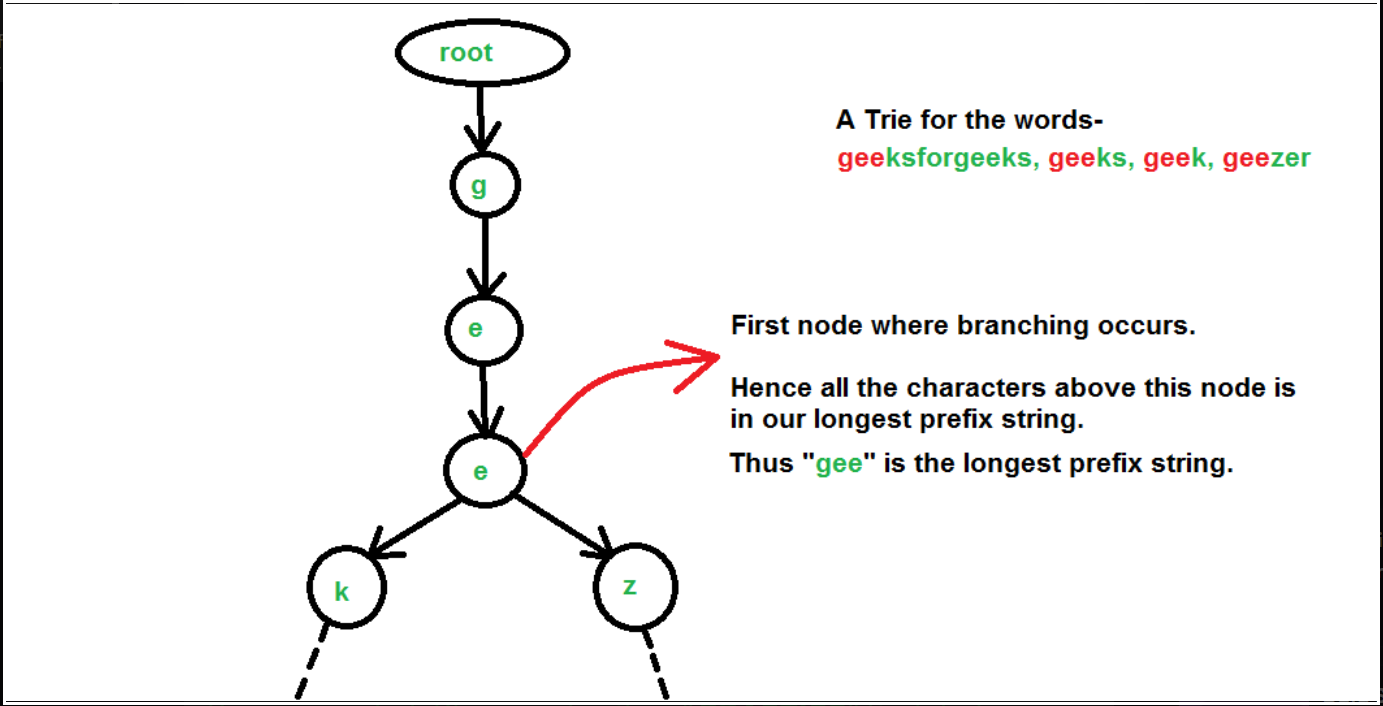 root
A Trie for the words-
geeksforgeeks, geeks, geek, geezer
g
First node where branching occurs.
e
Hence all the characters above this node is
in our longest prefix string.
Thus "gee" is the longest prefix string.
e
k
z